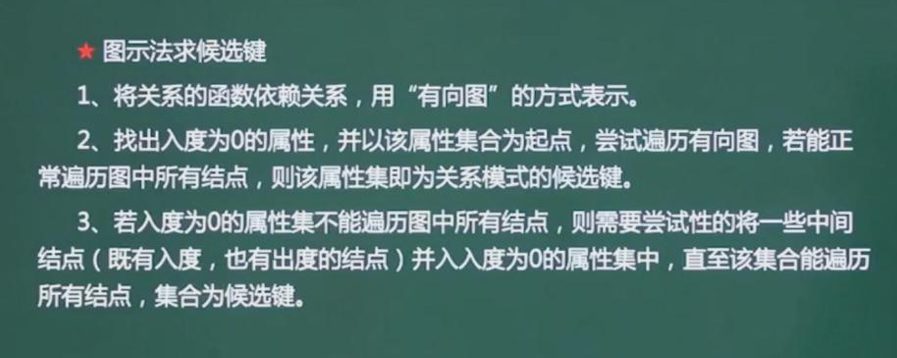 ★ 图示法求候选键
1、将关系的函数依赖关系，用“有向图”的方式表示。
2、找出入度为0的属性，并以该属性集合为起点，尝试遍历有向图，若能正
常遍历图中所有结点，则该属性集即为关系模式的候选键。
3、若入度为0的属性集不能遍历图中所有结点，则需要尝试性的将一些中间
结点（既有入度，也有出度的结点）并入入度为0的属性集中，直至该集合能遍历
所有结点，集合为候选键。